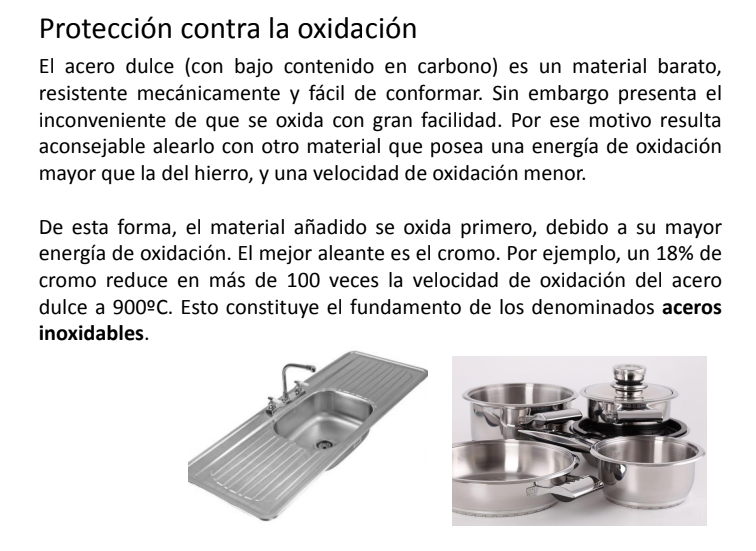 Protección contra la oxidación
El acero dulce (con bajo contenido en carbono) es un material barato,
resistente mecánicamente y fácil de conformar. Sin embargo presenta el
inconveniente de que se oxida con gran facilidad. Por ese motivo resulta
aconsejable alearlo con otro material que posea una energía de oxidación
mayor que la del hierro, y una velocidad de oxidación menor.
De esta forma, el material añadido se oxida primero, debido a su mayor
energía de oxidación. El mejor aleante es el cromo. Por ejemplo, un 18% de
cromo reduce en más de 100 veces la velocidad de oxidación del acero
dulce a 900ºC. Esto constituye el fundamento de los denominados aceros
inoxidables.